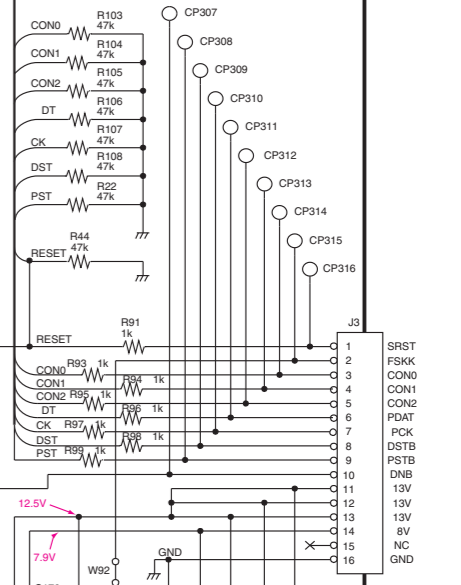 R103
CP307
CON0
47k
R104
CP308
CON1
47k
R105
CP309
CON2
47k
R106
CP310
DT
47k
R107
CP311
CK
47k
R108
CP312
DST
47k
R22
CP313
PST
47k
CP314
R44
47k
CP315
RESET
CP316
R91
1k
J3
RESET
1 SRST
2 FSKK
R93 1k
CON0
3 CON0
R94 1k
CON1
4 CON1
CON2 R95 1k
5 CON2
R96 1k
DT
6 PDAT
CK R97 1k
7 PCK
R98 1k
DST
8 DSTB
PST R99 1k
9 PSTB
10 DNB
11 13V
12.5V
12 13V
13 13V
14 8V
15 NC
7.9V
GND
16 GND
W92